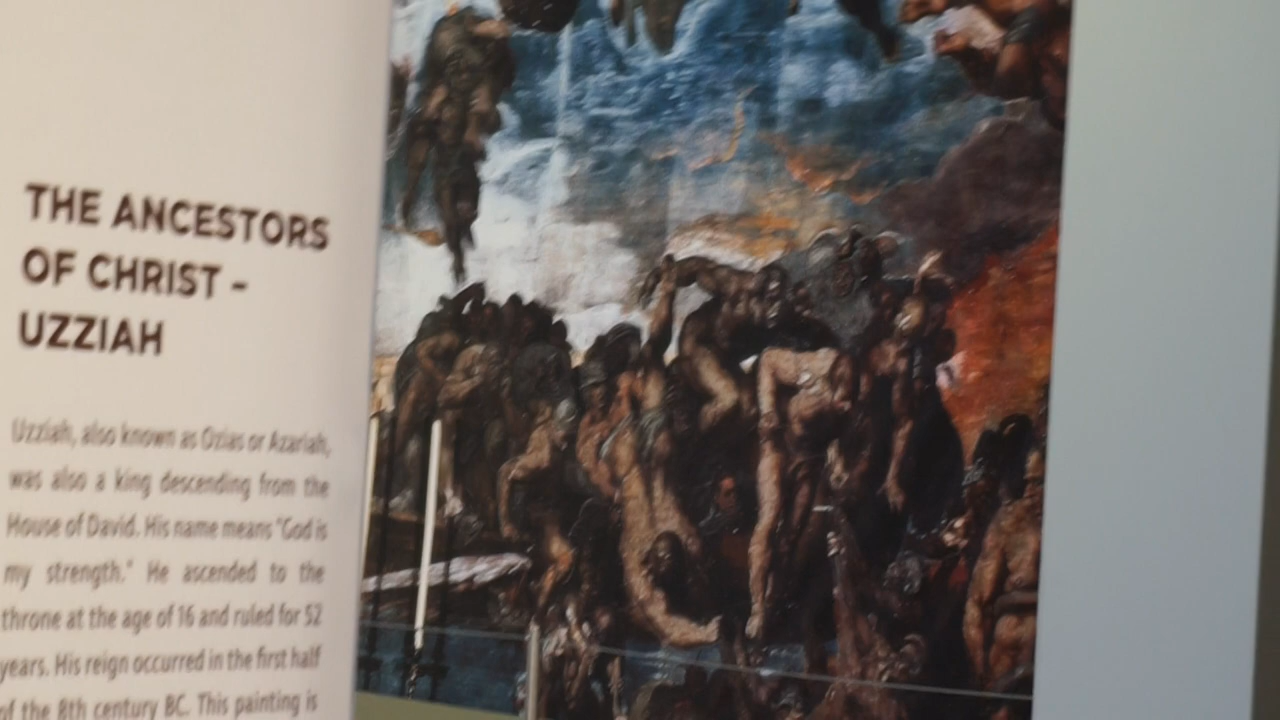 THE ANCESTORS
OF CHRIST –
UZZIAH
Uzziah, also known as Ozias or Azariah,
was also a king descending from the
House of David. His name means "God is
my strength." He ascended to the
throne at the age of 16 and ruled for 52
years. His reign occurred in the first half
of the 8th century BC. This painting is